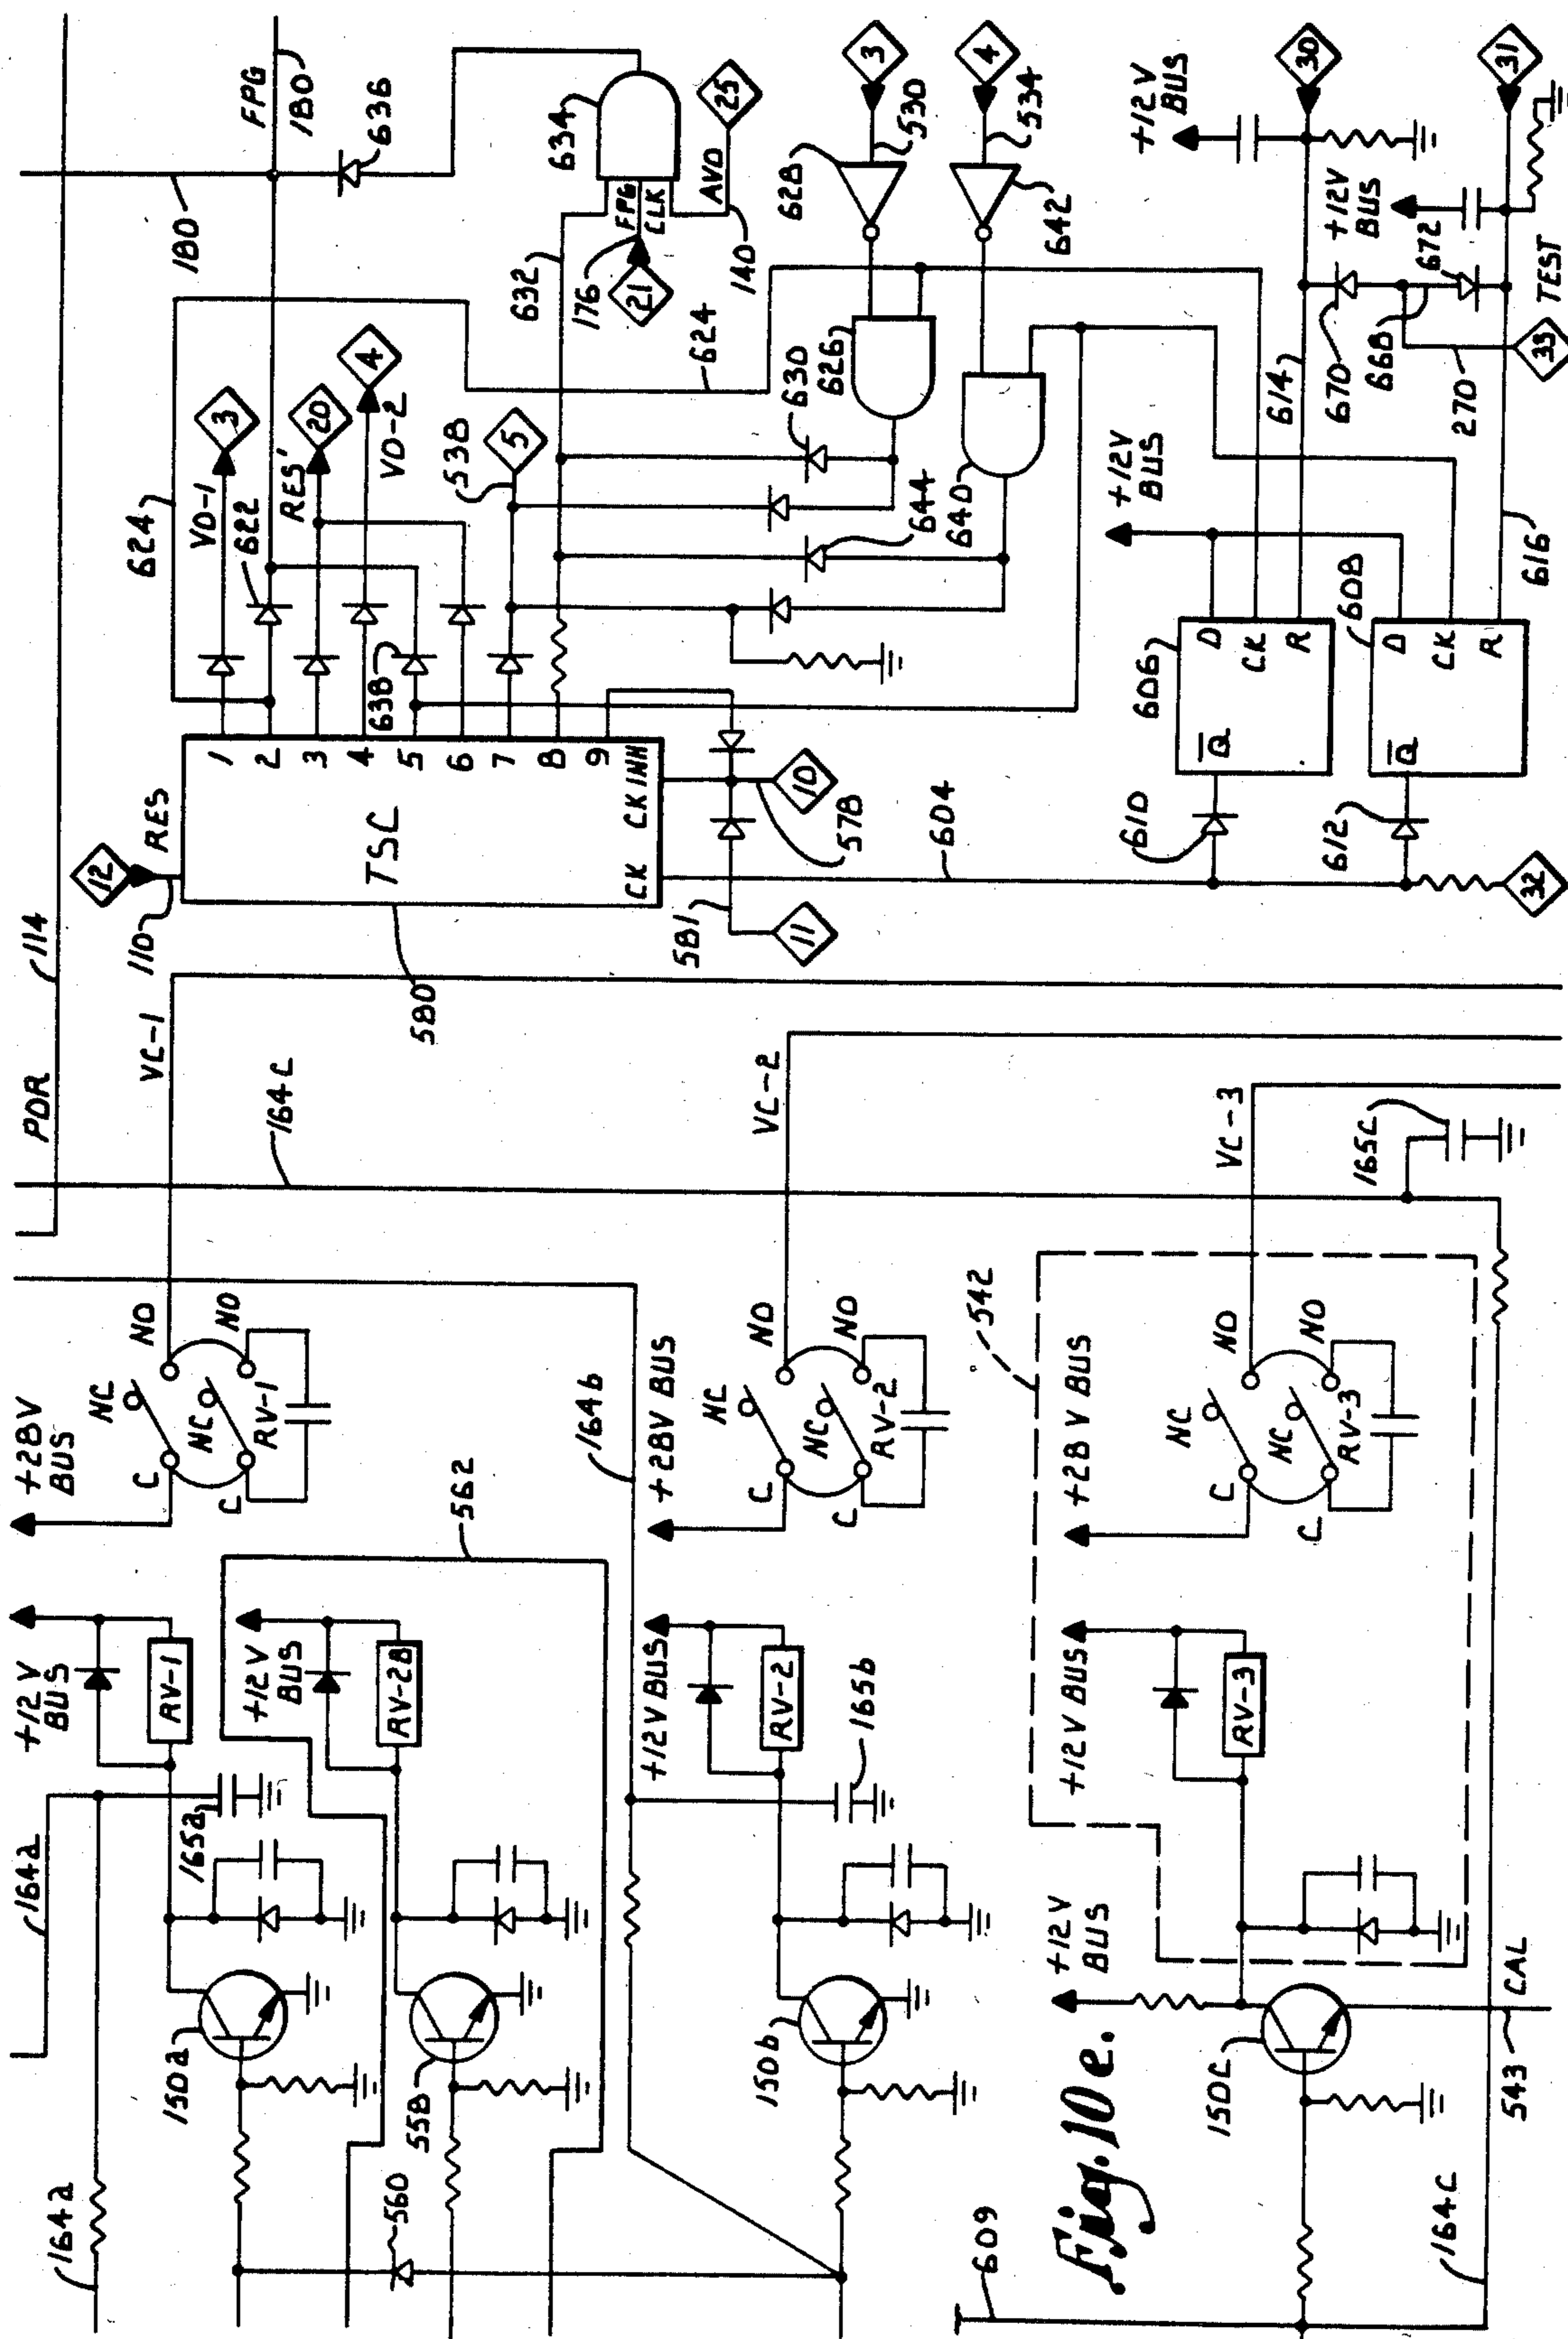 164a
164a
+12V
BUS
+28V
BUS
PDR
114
NC
NO
C
NC
NO
C
RV-1
RV-1
165a
150a
562
+12V
BUS
RV-2B
558
560
VC-1
164C
12
RES
110
TSC
580
1
2
3
4
5
6
7
8
9
CK
CKINH
624
VD-1
3
622
RES'
20
VD-2
4
638
538
5
632
624
FPG
180
180
636
634
FPG
CLK
176
21
AVD
25
140
628
3
530
4
534
642
626
630
644
640
581
11
10
578
604
164b
+28V BUS
NC
NO
C
NC
NO
C
RV-2
+12V BUS
RV-2
165b
150b
VC-2
542
+28V BUS
NC
NO
C
NC
NO
C
RV-3
+12V BUS
RV-3
VC-3
165C
+12V
BUS
150C
CAL
543
609
164C
Fig. 10e.
610
612
32
606
Q
D
CK
R
608
Q
D
CK
R
+12V
BUS
614
616
670
668
672
270
33
TEST
+12V
BUS
+12V
BUS
30
31